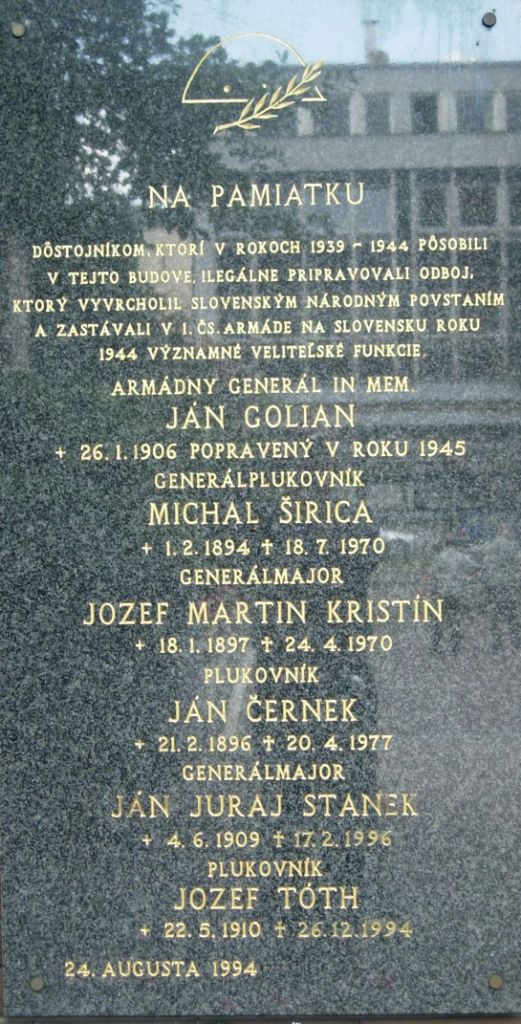 NA PAMIATKU
DÔSTOJNÍKOM, KTORÍ V ROKOCH 1939 - 1944 PÔSOBILI
V TEJTO BUDOVE, ILEGÁLNE PRIPRAVOVALI ODBOJ,
KTORÝ VYVRCHOLIL SLOVENSKÝM NÁRODNÝM POVSTANÍM
A ZASTÁVALI V 1. ČS. ARMÁDE NA SLOVENSKU ROKU
1944 VÝZNAMNÉ VELITEĽSKÉ FUNKCIE.
ARMÁDNY GENERÁL IN MEM.
JÁN GOLIAN
+ 26. 1. 1906 POPRAVENÝ V ROKU 1945
GENERÁLPLUKOVNÍK
MICHAL ŠIRICA
+ 1. 2. 1894 ✝ 18. 7. 1970
GENERÁLMAJOR
JOZEF MARTIN KRISTÍN
+ 18. 1. 1897 ✝ 24. 4. 1970
PLUKOVNÍK
JÁN ČERNEK
+ 21. 2. 1896 ✝ 20. 4. 1977
GENERÁLMAJOR
JÁN JURAJ STANEK
+ 4. 6. 1909 ✝ 17. 2. 1996
PLUKOVNÍK
JOZEF TÓTH
+ 22. 5. 1910 ✝ 26.12.1994
24. AUGUSTA 1994